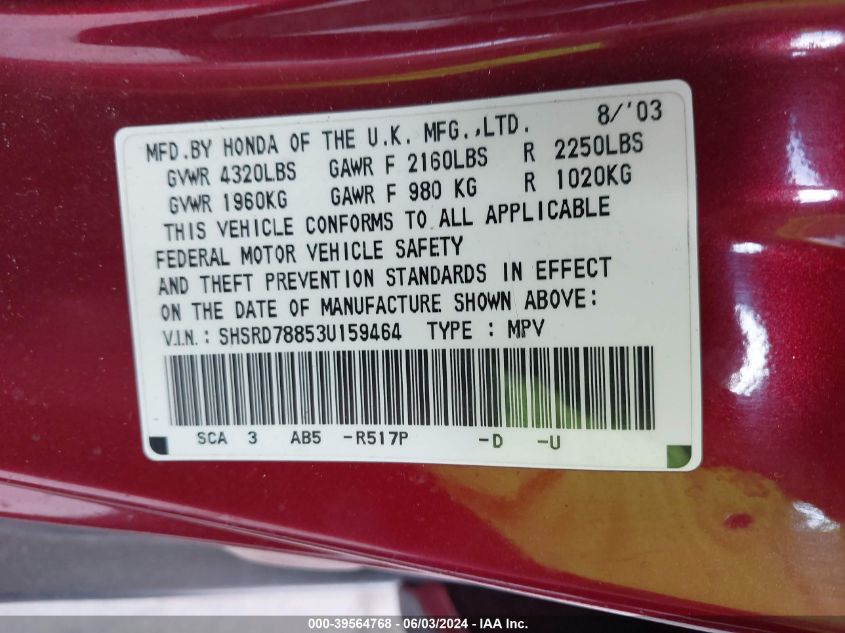 MFD.BY HONDA OF THE U.K. MFG.,LTD. 8/'03
GVWR 4320LBS GAWR F 2160LBS R 2250LBS
GVWR 1960KG GAWR F 980 KG R 1020KG
THIS VEHICLE CONFORMS TO ALL APPLICABLE
FEDERAL MOTOR VEHICLE SAFETY
AND THEFT PREVENTION STANDARDS IN EFFECT
ON THE DATE OF MANUFACTURE SHOWN ABOVE:
V.I.N.: SHSRD78853U159464 TYPE : MPV
SCA 3 AB5 -R517P -D -U
000-39564768 - 06/03/2024 - IAA Inc.